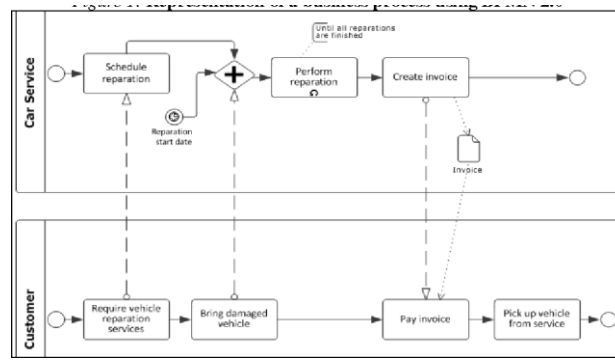 Figure 1. Representation of a business process using BPMN 2.0
Car Service
Schedule
reparation
Until all reparations
are finished
Perform
reparation
Create invoice
Reparation
start date
Invoice
Customer
Require vehicle
reparation
services
Bring damaged
vehicle
Pay invoice
Pick up vehicle
from service